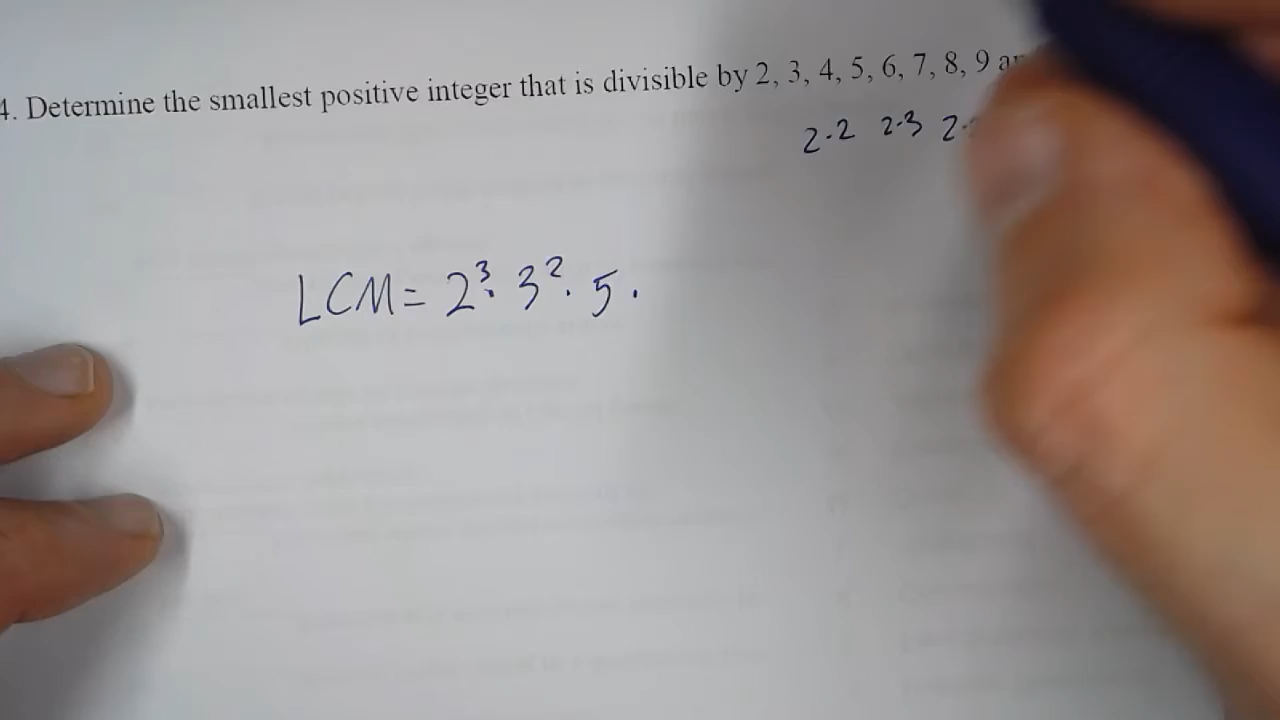 4. Determine the smallest positive integer that is divisible by 2, 3, 4, 5, 6, 7, 8, 9
2·2 2·3 2·
LCM = 2³· 3²· 5 ·